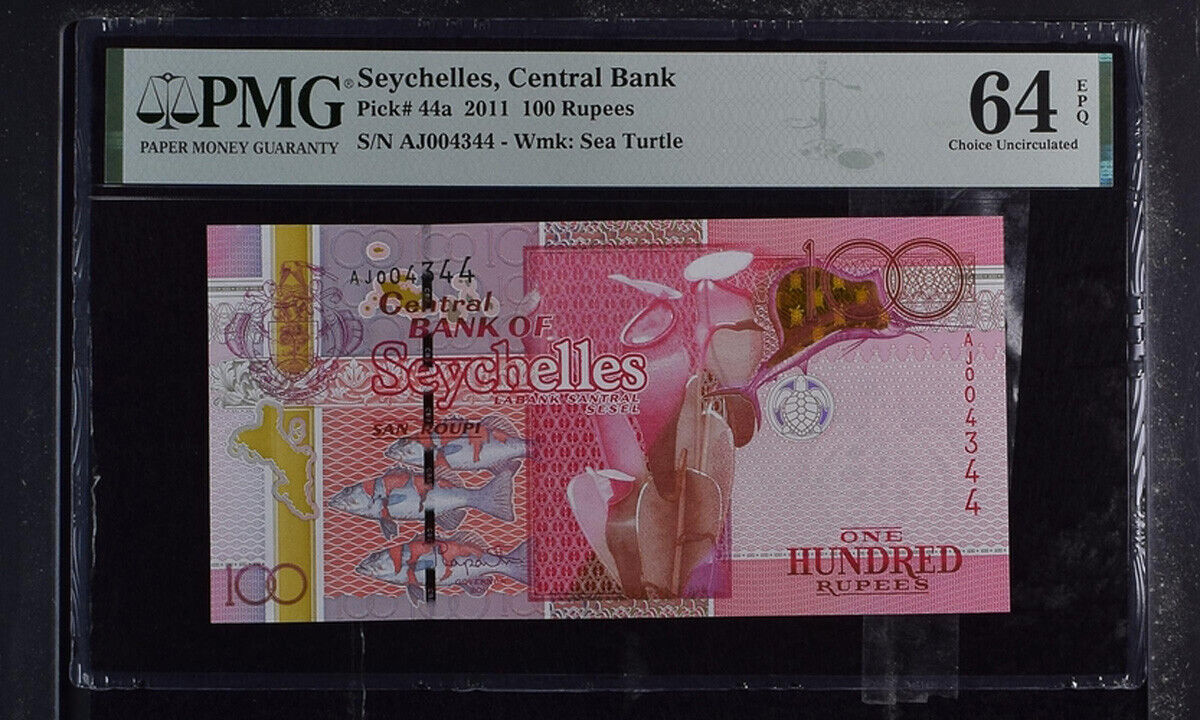 PMG®
PAPER MONEY GUARANTY
Seychelles, Central Bank
Pick# 44a 2011 100 Rupees
S/N AJ004344 - Wmk: Sea Turtle
64
EPQ
Choice Uncirculated
AJ004344
Central
BANK OF
Seychelles
LABANK SANTRAL
SESEL
SAN ROUPI
100
100
AJ004344
ONE
HUNDRED
RUPEES